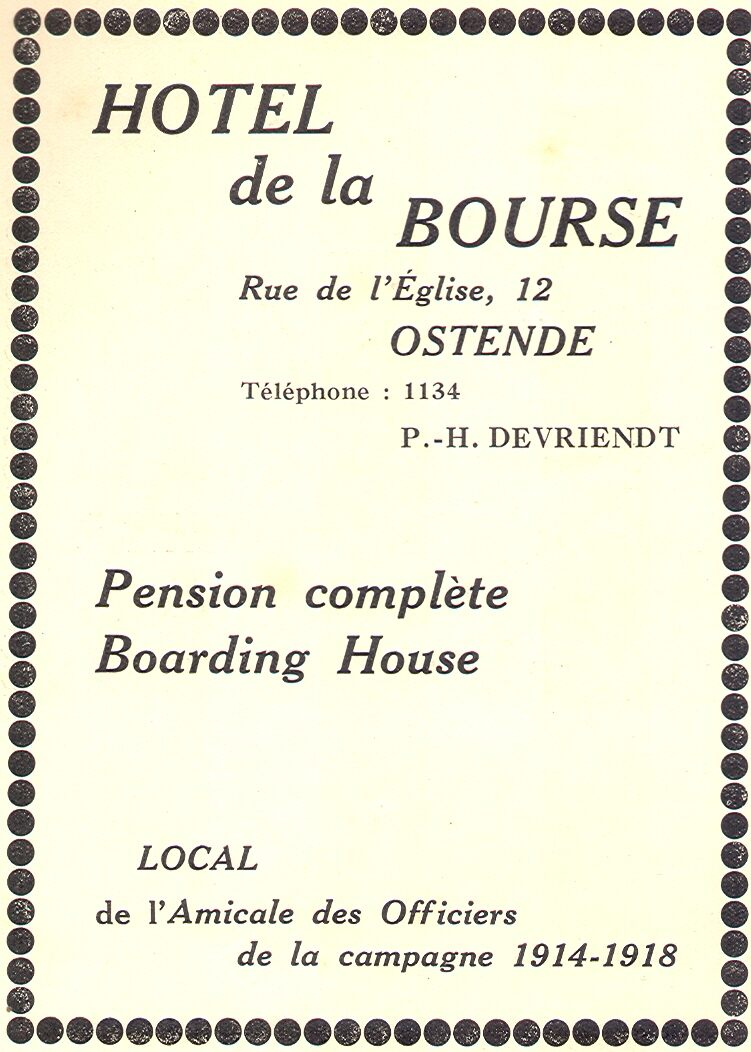 HOTEL
de la
BOURSE
Rue de l'Église, 12
OSTENDE
Téléphone : 1134
P.-H. DEVRIENDT
Pension complète
Boarding House
LOCAL
de l'Amicale des Officiers
de la campagne 1914-1918